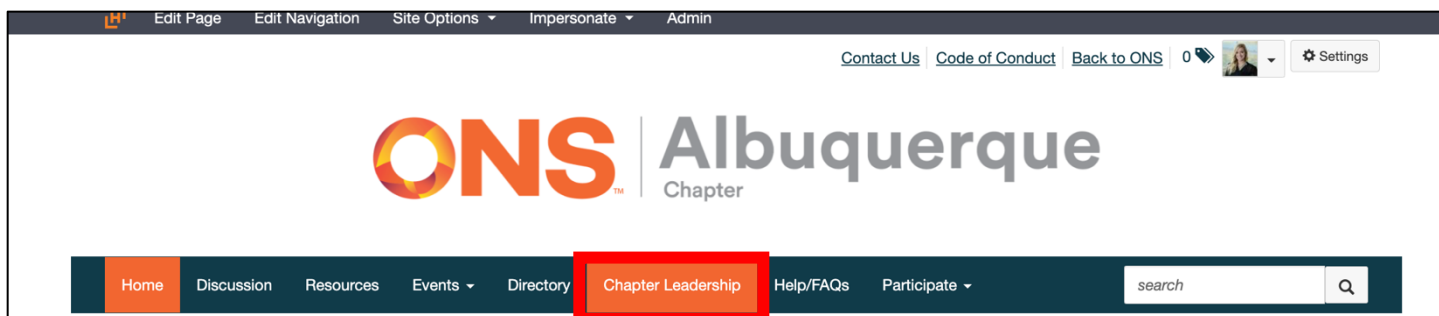 Edit Page Edit Navigation Site Options Impersonate Admin
Contact Us Code of Conduct Back to ONS 0 Settings
ONS™ Albuquerque
Chapter
Home Discussion Resources Events Directory Chapter Leadership Help/FAQs Participate search